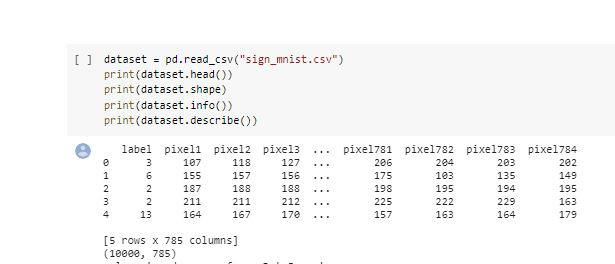 [ ] dataset = pd.read_csv("sign_mnist.csv")
print(dataset.head())
print(dataset.shape)
print(dataset.info())
print(dataset.describe())
label pixel1 pixel2 pixel3 ... pixel781 pixel782 pixel783 pixel784
0 3 107 118 127 ... 206 204 203 202
1 6 155 157 156 ... 175 103 135 149
2 2 187 188 188 ... 198 195 194 195
3 2 211 211 212 ... 225 222 229 163
4 13 164 167 170 ... 157 163 164 179
[5 rows x 785 columns]
(10000, 785)